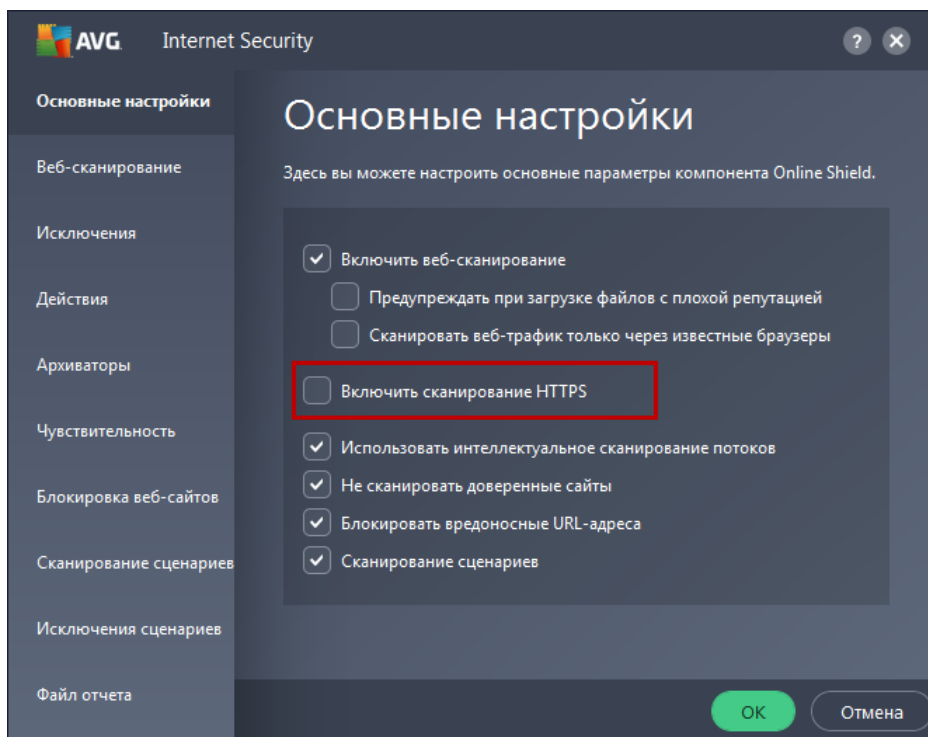 AVG Internet Security
?
Основные настройки
Веб-сканирование
Исключения
Действия
Архиваторы
Чувствительность
Блокировка веб-сайтов
Сканирование сценариев
Исключения сценариев
Файл отчета
Основные настройки
Здесь вы можете настроить основные параметры компонента Online Shield.
Включить веб-сканирование
Предупреждать при загрузке файлов с плохой репутацией
Сканировать веб-трафик только через известные браузеры
Включить сканирование HTTPS
Использовать интеллектуальное сканирование потоков
Не сканировать доверенные сайты
Блокировать вредоносные URL-адреса
Сканирование сценариев
ОК
Отмена